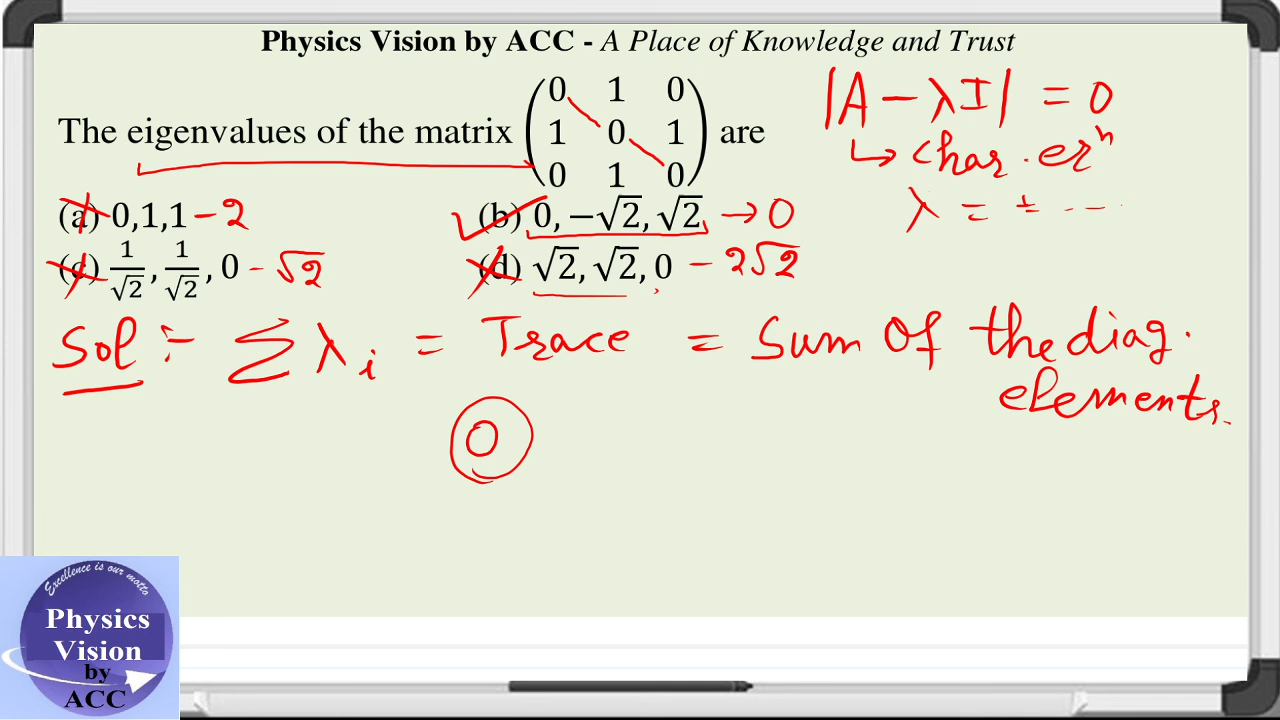 Physics Vision by ACC - A Place of Knowledge and Trust
The eigenvalues of the matrix (0 1 0
1 0 1
0 1 0) are
|A - λI| = 0
↳ char. eqn
λ = ± - - -
(a) 0,1,1 - 2
(b) 0, −√2, √2 → 0
(c) 1/√2, 1/√2, 0 - √2
(d) √2, √2, 0 - 2√2
Sol :- Σ λi = Trace = Sum of the diag.
elements.
0
Excellence is our motto
Physics
Vision
by
ACC